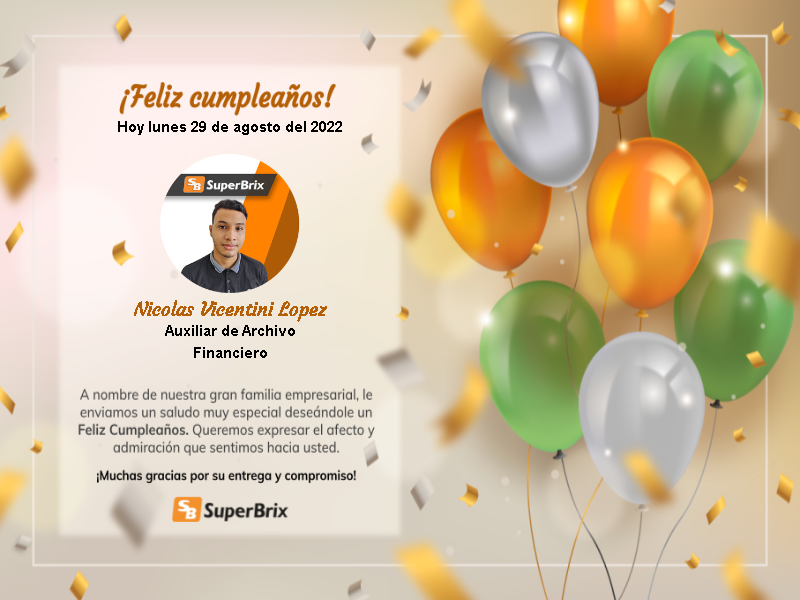 ¡Feliz cumpleaños!
Hoy lunes 29 de agosto del 2022
SB SuperBrix
Nicolas Vicentini Lopez
Auxiliar de Archivo
Financiero
A nombre de nuestra gran familia empresarial, le
enviamos un saludo muy especial deseándole un
Feliz Cumpleaños. Queremos expresar el afecto y
admiración que sentimos hacia usted.
¡Muchas gracias por su entrega y compromiso!
SB SuperBrix